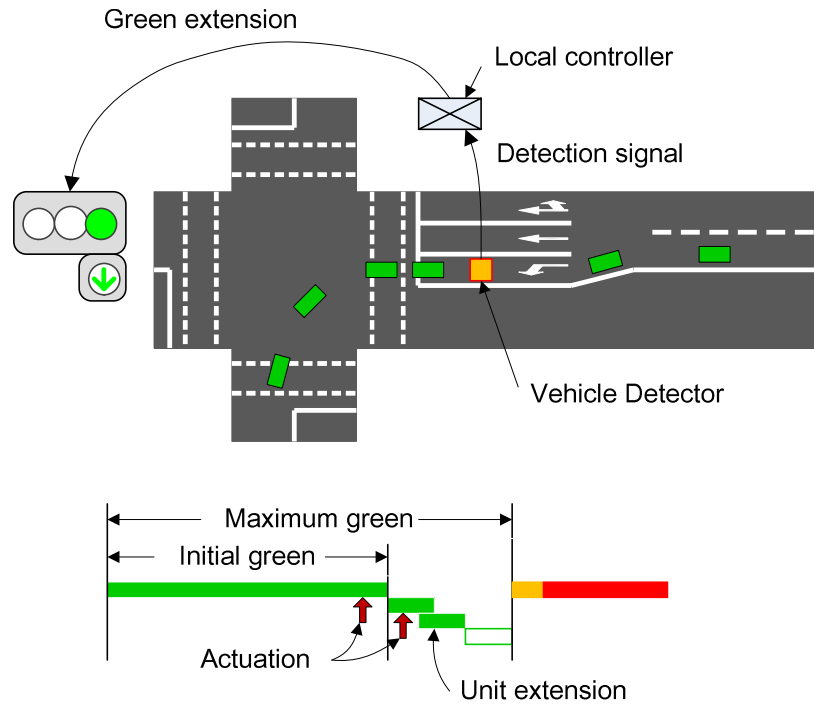 Green extension
Local controller
Detection signal
Vehicle Detector
Maximum green
Initial green
Actuation
Unit extension